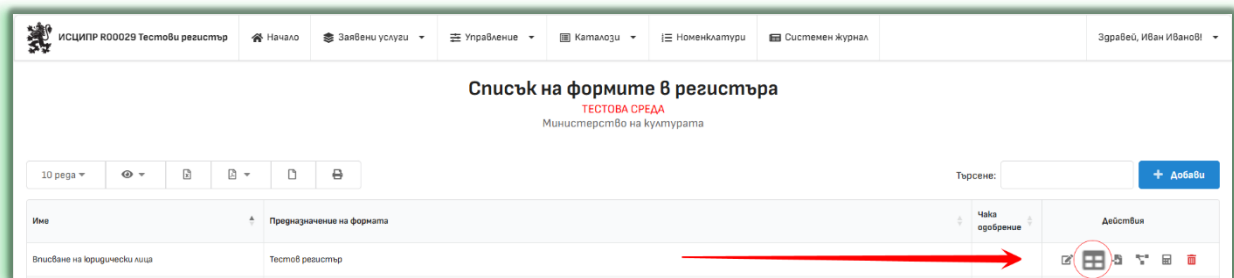 ИСЦИПР R00029 Тестови регистър Начало Заявени услуги Управление Каталози Номенклатури Системен журнал Здравей, Иван Иванов!
Списък на формите в регистъра
ТЕСТОВА СРЕДА
Министерство на културата
10 реда Търсене: + Добави
Име Предназначение на формата Чака одобрение Действия
Вписване на юридически лица Тестов регистър